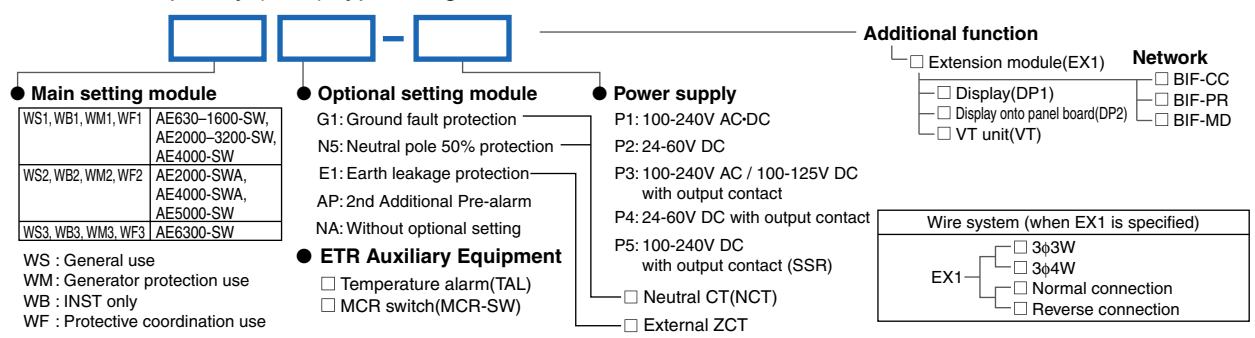 Additional function
□ Extension module(EX1)
Network
□ Display(DP1)
□ Display onto panel board(DP2)
□ VT unit(VT)
□ BIF-CC
□ BIF-PR
□ BIF-MD
● Main setting module
WS1, WB1, WM1, WF1 AE630–1600-SW,
AE2000–3200-SW,
AE4000-SW
WS2, WB2, WM2, WF2 AE2000-SWA,
AE4000-SWA,
AE5000-SW
WS3, WB3, WM3, WF3 AE6300-SW
WS : General use
WM : Generator protection use
WB : INST only
WF : Protective coordination use
● Optional setting module
G1: Ground fault protection
N5: Neutral pole 50% protection
E1: Earth leakage protection
AP: 2nd Additional Pre-alarm
NA: Without optional setting
● ETR Auxiliary Equipment
□ Temperature alarm(TAL)
□ MCR switch(MCR-SW)
● Power supply
P1: 100-240V AC•DC
P2: 24-60V DC
P3: 100-240V AC / 100-125V DC
with output contact
P4: 24-60V DC with output contact
P5: 100-240V DC
with output contact (SSR)
□ Neutral CT(NCT)
□ External ZCT
Wire system (when EX1 is specified)
EX1
□ 3ϕ3W
□ 3ϕ4W
□ Normal connection
□ Reverse connection